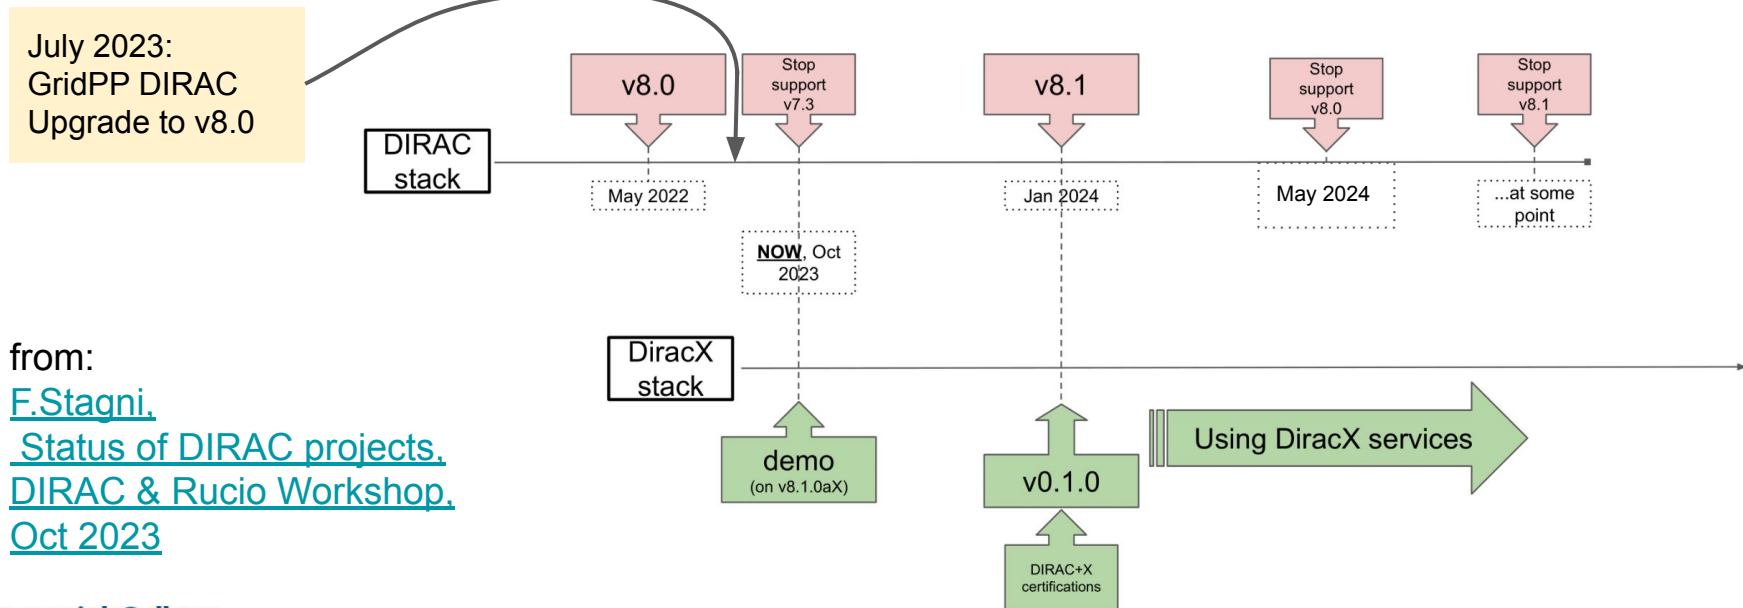 July 2023:
GridPP DIRAC
Upgrade to v8.0
v8.0
Stop
support
v7.3
v8.1
Stop
support
v8.0
Stop
support
v8.1
DIRAC
stack
May 2022
Jan 2024
May 2024
...at some
point
NOW, Oct
2023
from:
F.Stagni,
Status of DIRAC projects,
DIRAC & Rucio Workshop,
Oct 2023
DiracX
stack
demo
(on v8.1.0aX)
v0.1.0
Using DiracX services
DIRAC+X
certifications